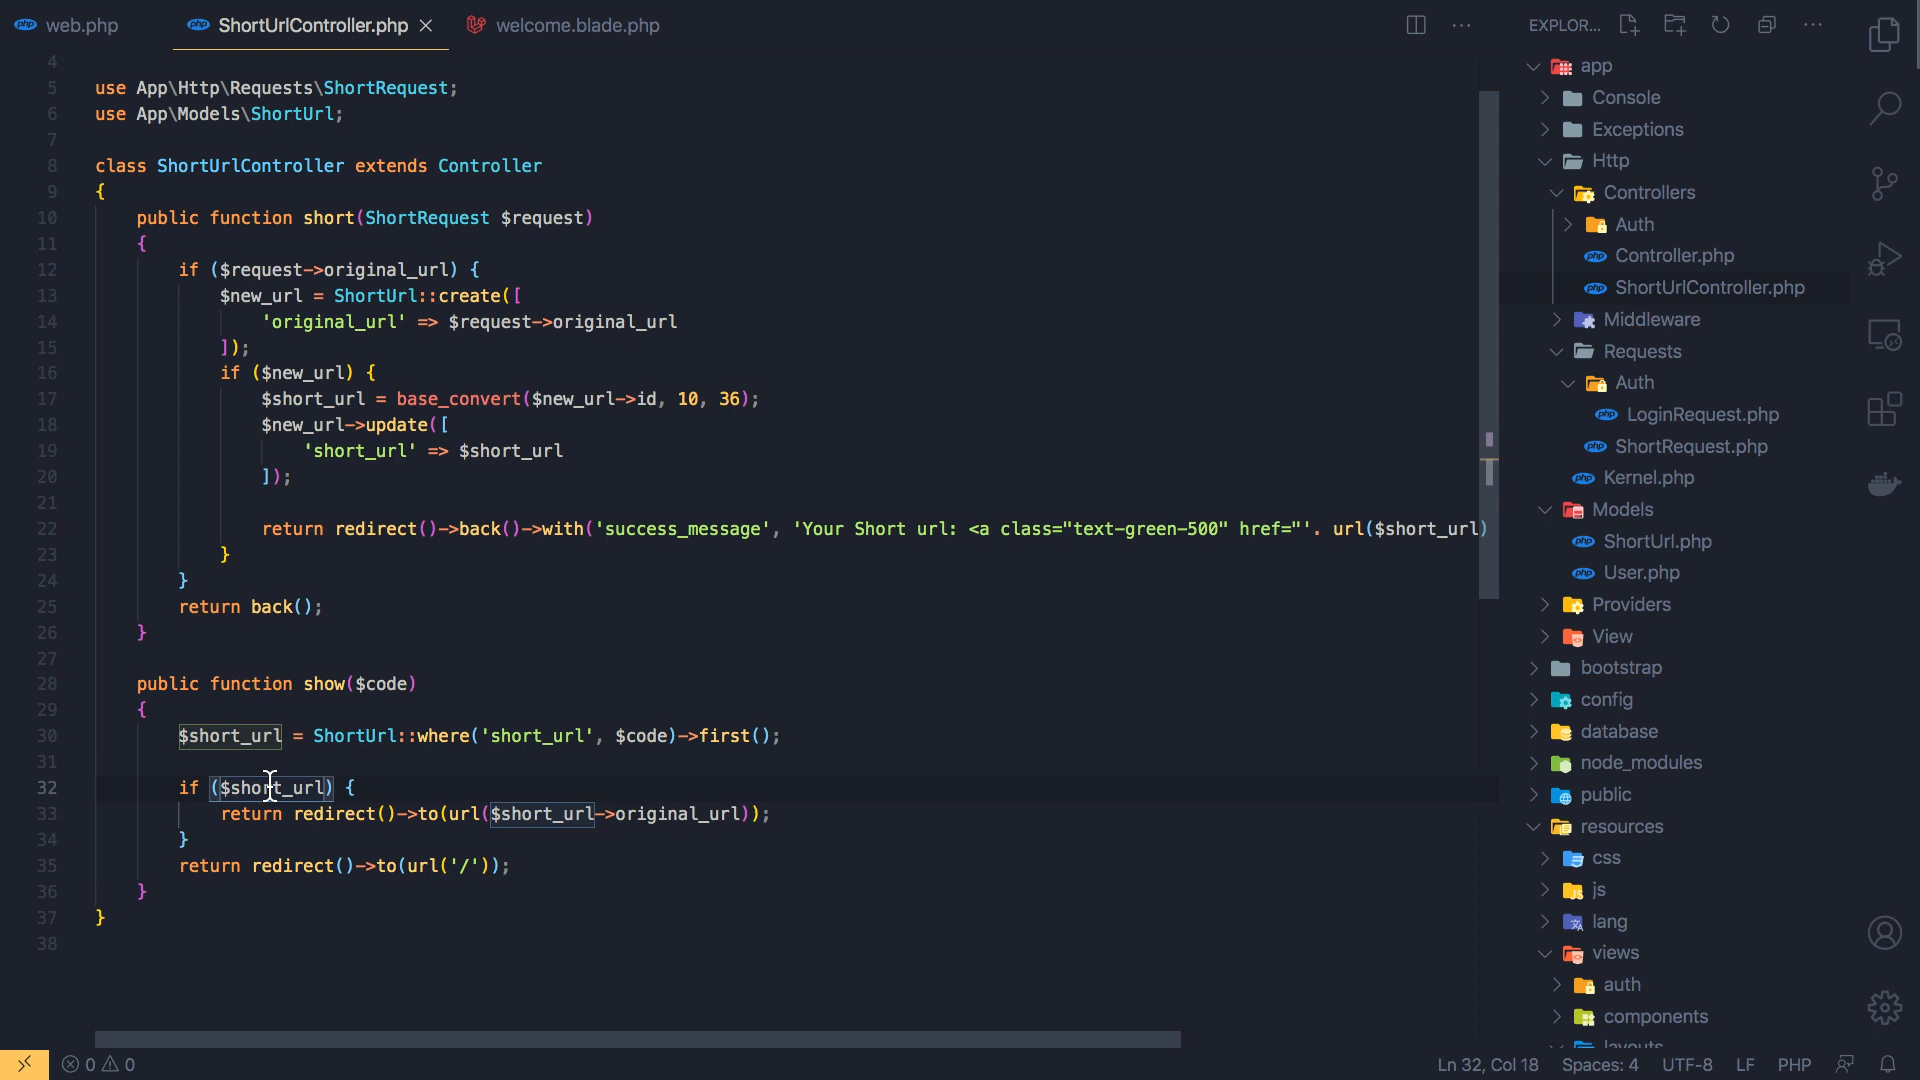 web.php
ShortUrlController.php
welcome.blade.php
4
5 use App\Http\Requests\ShortRequest;
6 use App\Models\ShortUrl;
7
8 class ShortUrlController extends Controller
9 {
10 public function short(ShortRequest $request)
11 {
12 if ($request->original_url) {
13 $new_url = ShortUrl::create([
14 'original_url' => $request->original_url
15 ]);
16 if ($new_url) {
17 $short_url = base_convert($new_url->id, 10, 36);
18 $new_url->update([
19 'short_url' => $short_url
20 ]);
21
22 return redirect()->back()->with('success_message', 'Your Short url: <a class="text-green-500" href="'. url($short_url)
23 }
24 }
25 return back();
26 }
27
28 public function show($code)
29 {
30 $short_url = ShortUrl::where('short_url', $code)->first();
31
32 if ($short_url) {
33 return redirect()->to(url($short_url->original_url));
34 }
35 return redirect()->to(url('/'));
36 }
37 }
38
EXPLOR...
app
Console
Exceptions
Http
Controllers
Auth
Controller.php
ShortUrlController.php
Middleware
Requests
Auth
LoginRequest.php
ShortRequest.php
Kernel.php
Models
ShortUrl.php
User.php
Providers
View
bootstrap
config
database
node_modules
public
resources
css
js
lang
views
auth
components
layouts
0 0
Ln 32, Col 18 Spaces: 4 UTF-8 LF PHP